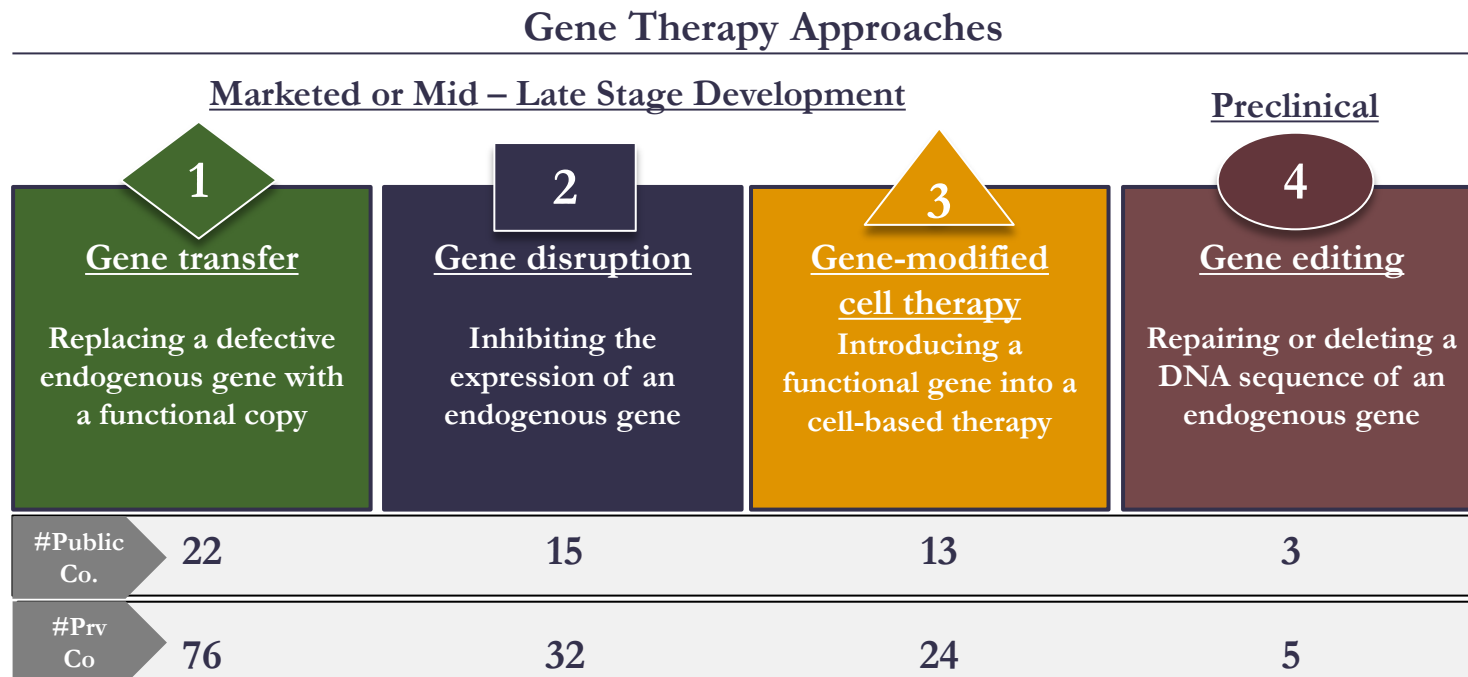 Gene Therapy Approaches
Marketed or Mid – Late Stage Development
Preclinical
1
Gene transfer
Replacing a defective
endogenous gene with
a functional copy
2
Gene disruption
Inhibiting the
expression of an
endogenous gene
3
Gene-modified
cell therapy
Introducing a
functional gene into a
cell-based therapy
4
Gene editing
Repairing or deleting a
DNA sequence of an
endogenous gene
#Public
Co.
22 15 13 3
#Prv
Co
76 32 24 5